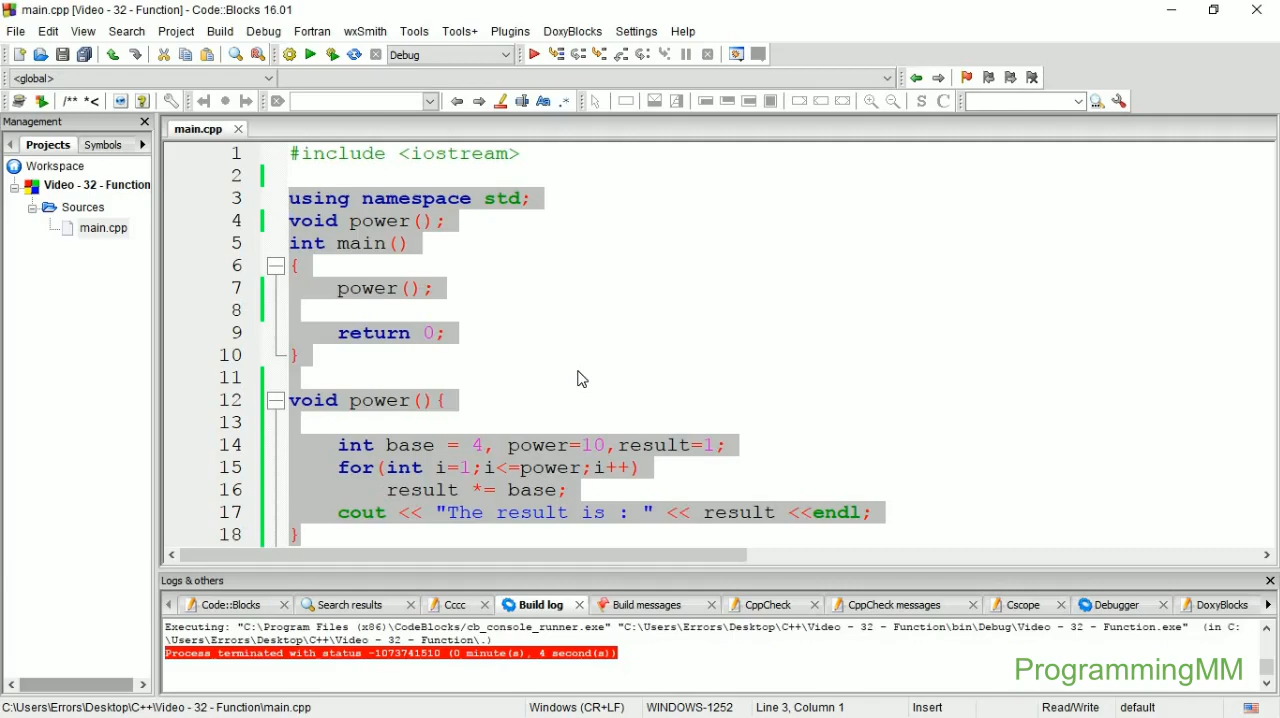 main.cpp [Video - 32 - Function] - Code::Blocks 16.01
File Edit View Search Project Build Debug Fortran wxSmith Tools Tools+ Plugins DoxyBlocks Settings Help
Debug
<global>
/** *<
S C
Management
main.cpp
Projects Symbols
Workspace
Video - 32 - Function
Sources
main.cpp
1 #include <iostream>
2
3 using namespace std;
4 void power();
5 int main()
6 {
7 power();
8
9 return 0;
10 }
11
12 void power(){
13
14 int base = 4, power=10,result=1;
15 for(int i=1;i<=power;i++)
16 result *= base;
17 cout << "The result is : " << result <<endl;
18 }
Logs & others
Code::Blocks Search results Cccc Build log Build messages CppCheck CppCheck messages Cscope Debugger DoxyBlocks
Executing: "C:\Program Files (x86)\CodeBlocks/cb_console_runner.exe" "C:\Users\Errors\Desktop\C++\Video - 32 - Function\bin\Debug\Video - 32 - Function.exe" (in C:
\Users\Errors\Desktop\C++\Video - 32 - Function\.)
Process terminated with status -1073741510 (0 minute(s), 4 second(s))
ProgrammingMM
C:\Users\Errors\Desktop\C++\Video - 32 - Function\main.cpp Windows (CR+LF) WINDOWS-1252 Line 3, Column 1 Insert Read/Write default